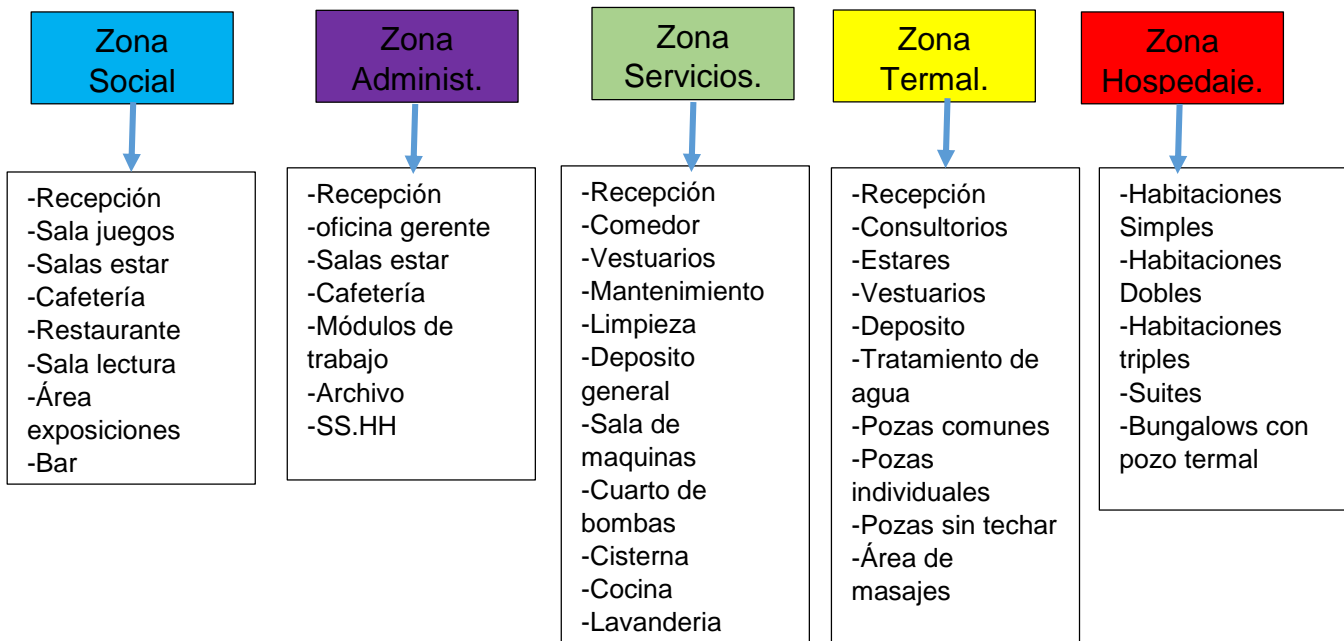 Zona
Social
Zona
Administ.
Zona
Servicios.
Zona
Termal.
Zona
Hospedaje.
-Recepción
-Sala juegos
-Salas estar
-Cafetería
-Restaurante
-Sala lectura
-Área
exposiciones
-Bar
-Recepción
-oficina gerente
-Salas estar
-Cafetería
-Módulos de
trabajo
-Archivo
-SS.HH
-Recepción
-Comedor
-Vestuarios
-Mantenimiento
-Limpieza
-Deposito
general
-Sala de
maquinas
-Cuarto de
bombas
-Cisterna
-Cocina
-Lavanderia
-Recepción
-Consultorios
-Estares
-Vestuarios
-Deposito
-Tratamiento de
agua
-Pozas comunes
-Pozas
individuales
-Pozas sin techar
-Área de
masajes
-Habitaciones
Simples
-Habitaciones
Dobles
-Habitaciones
triples
-Suites
-Bungalows con
pozo termal